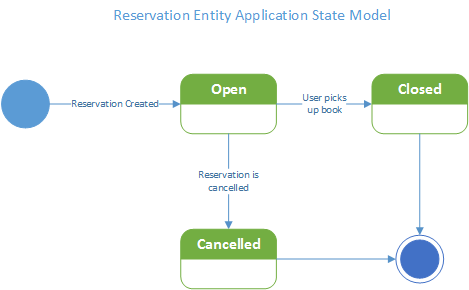 Reservation Entity Application State Model
Open
Closed
Reservation Created
User picks
up book
Reservation is
cancelled
Cancelled